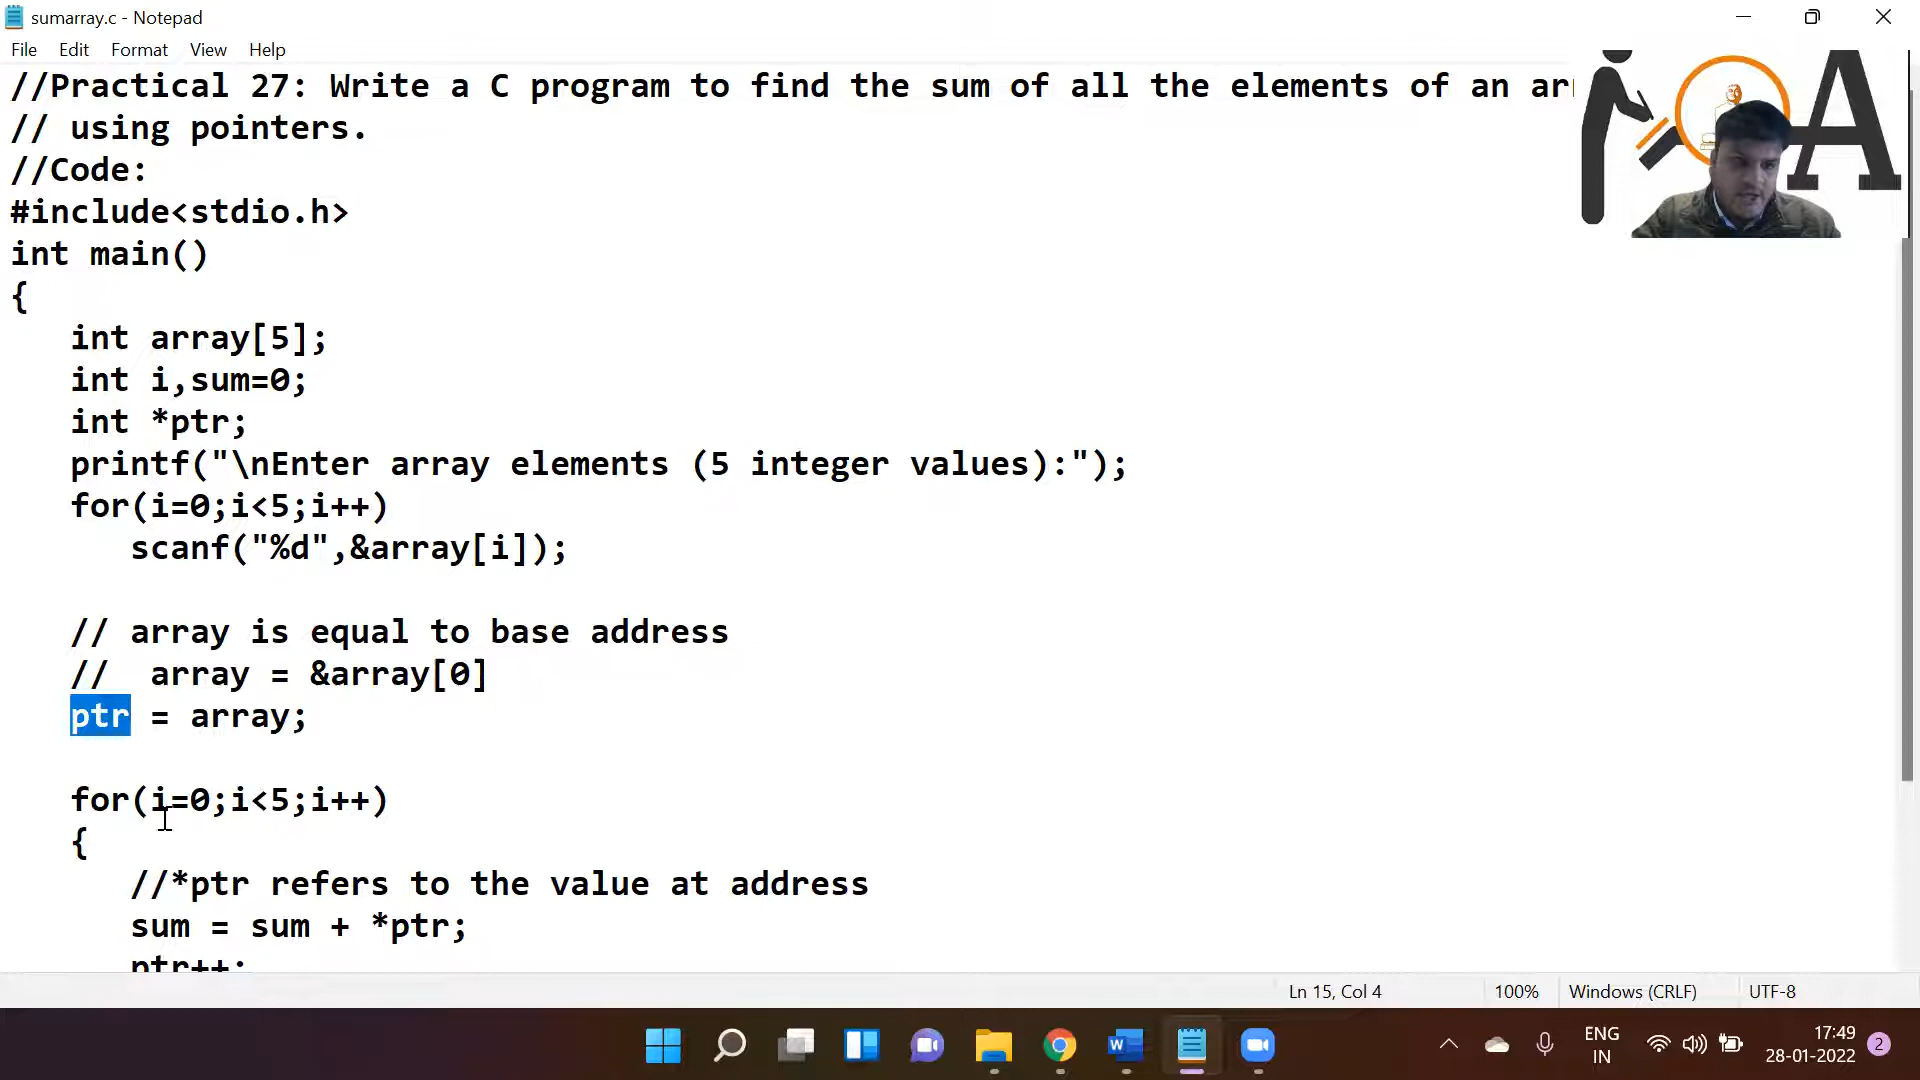 sumarray.c - Notepad
File Edit Format View Help
//Practical 27: Write a C program to find the sum of all the elements of an
// using pointers.
//Code:
#include<stdio.h>
int main()
{
int array[5];
int i,sum=0;
int *ptr;
printf("\nEnter array elements (5 integer values):");
for(i=0;i<5;i++)
scanf("%d",&array[i]);
// array is equal to base address
// array = &array[0]
ptr = array;
for(i=0;i<5;i++)
{
//*ptr refers to the value at address
sum = sum + *ptr;
ptr++;
A
Ln 15, Col 4 100% Windows (CRLF) UTF-8
W
ENG
IN
17:49
28-01-2022
2